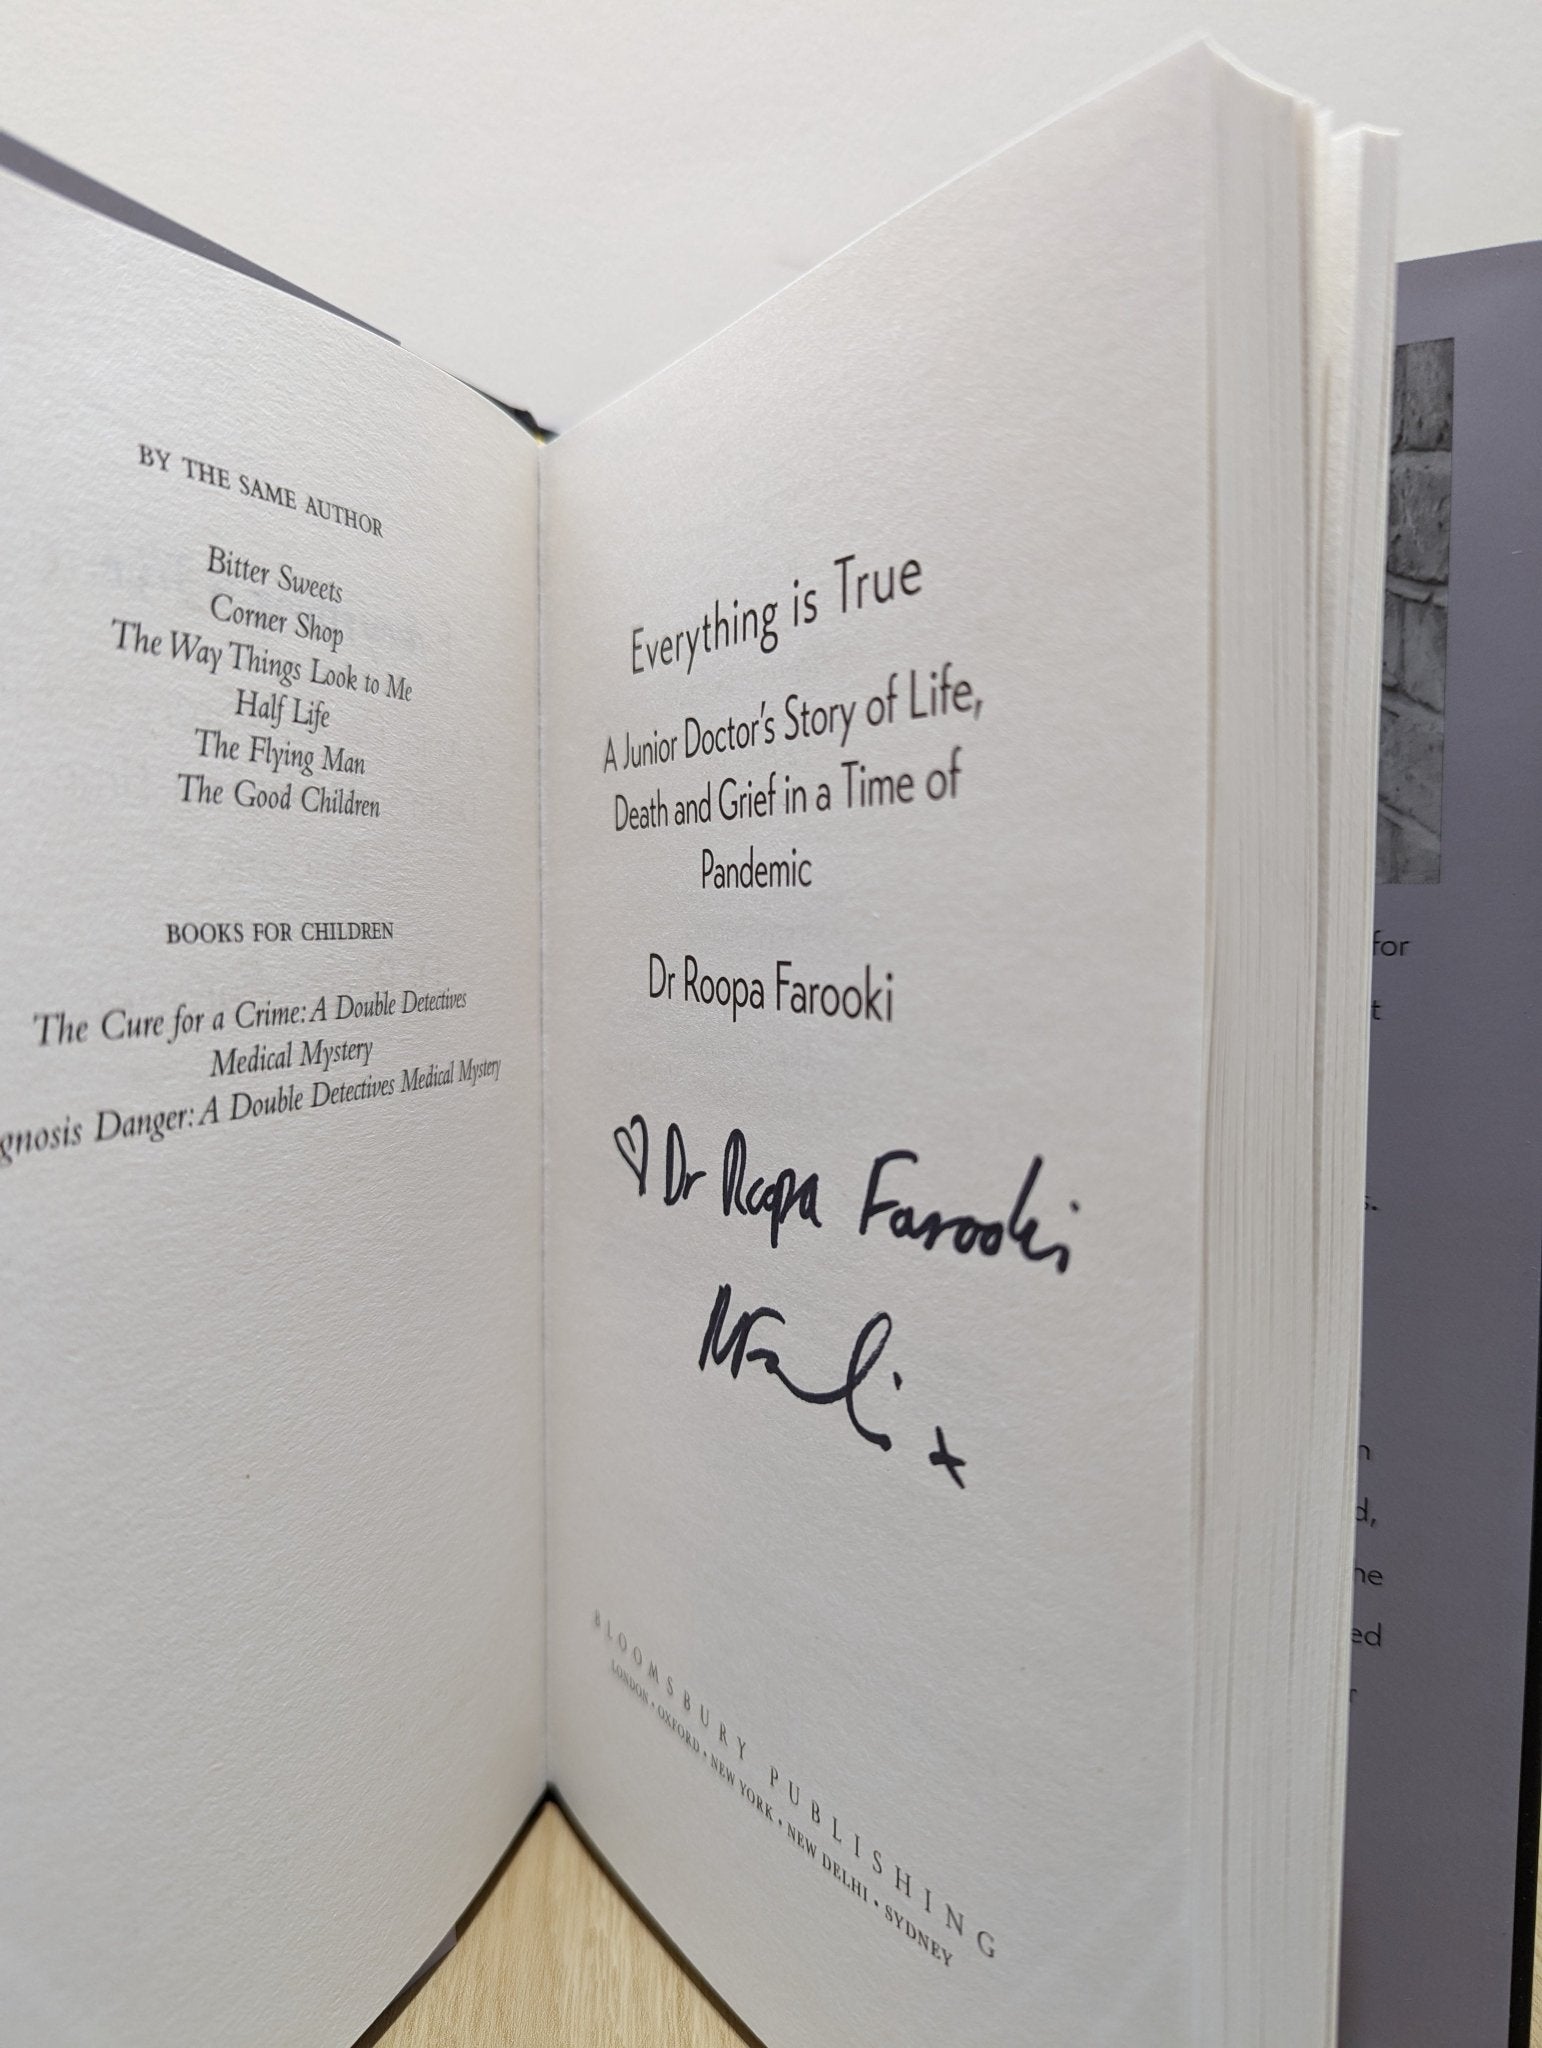 BY THE SAME AUTHOR
Bitter Sweets
Corner Shop
The Way Things Look to Me
Half Life
The Flying Man
The Good Children
BOOKS FOR CHILDREN
The Cure for a Crime: A Double Detectives
Medical Mystery
gnosis Danger: A Double Detectives Medical Mystery
Everything is True
A Junior Doctor's Story of Life,
Death and Grief in a Time of
Pandemic
Dr Roopa Farooki
♡ Dr Roopa Farooki
BLOOMSBURY PUBLISHING
LONDON • OXFORD • NEW YORK • NEW DELHI • SYDNEY
for
t
s.
n
d,
he
ed
r